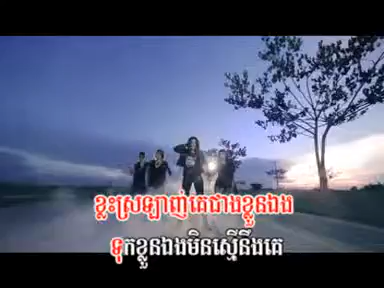 ខ្លះស្រឡាញ់គេជាងខ្លួនឯង
ទុកខ្លួនឯងមិនស្មើនឹងគេ